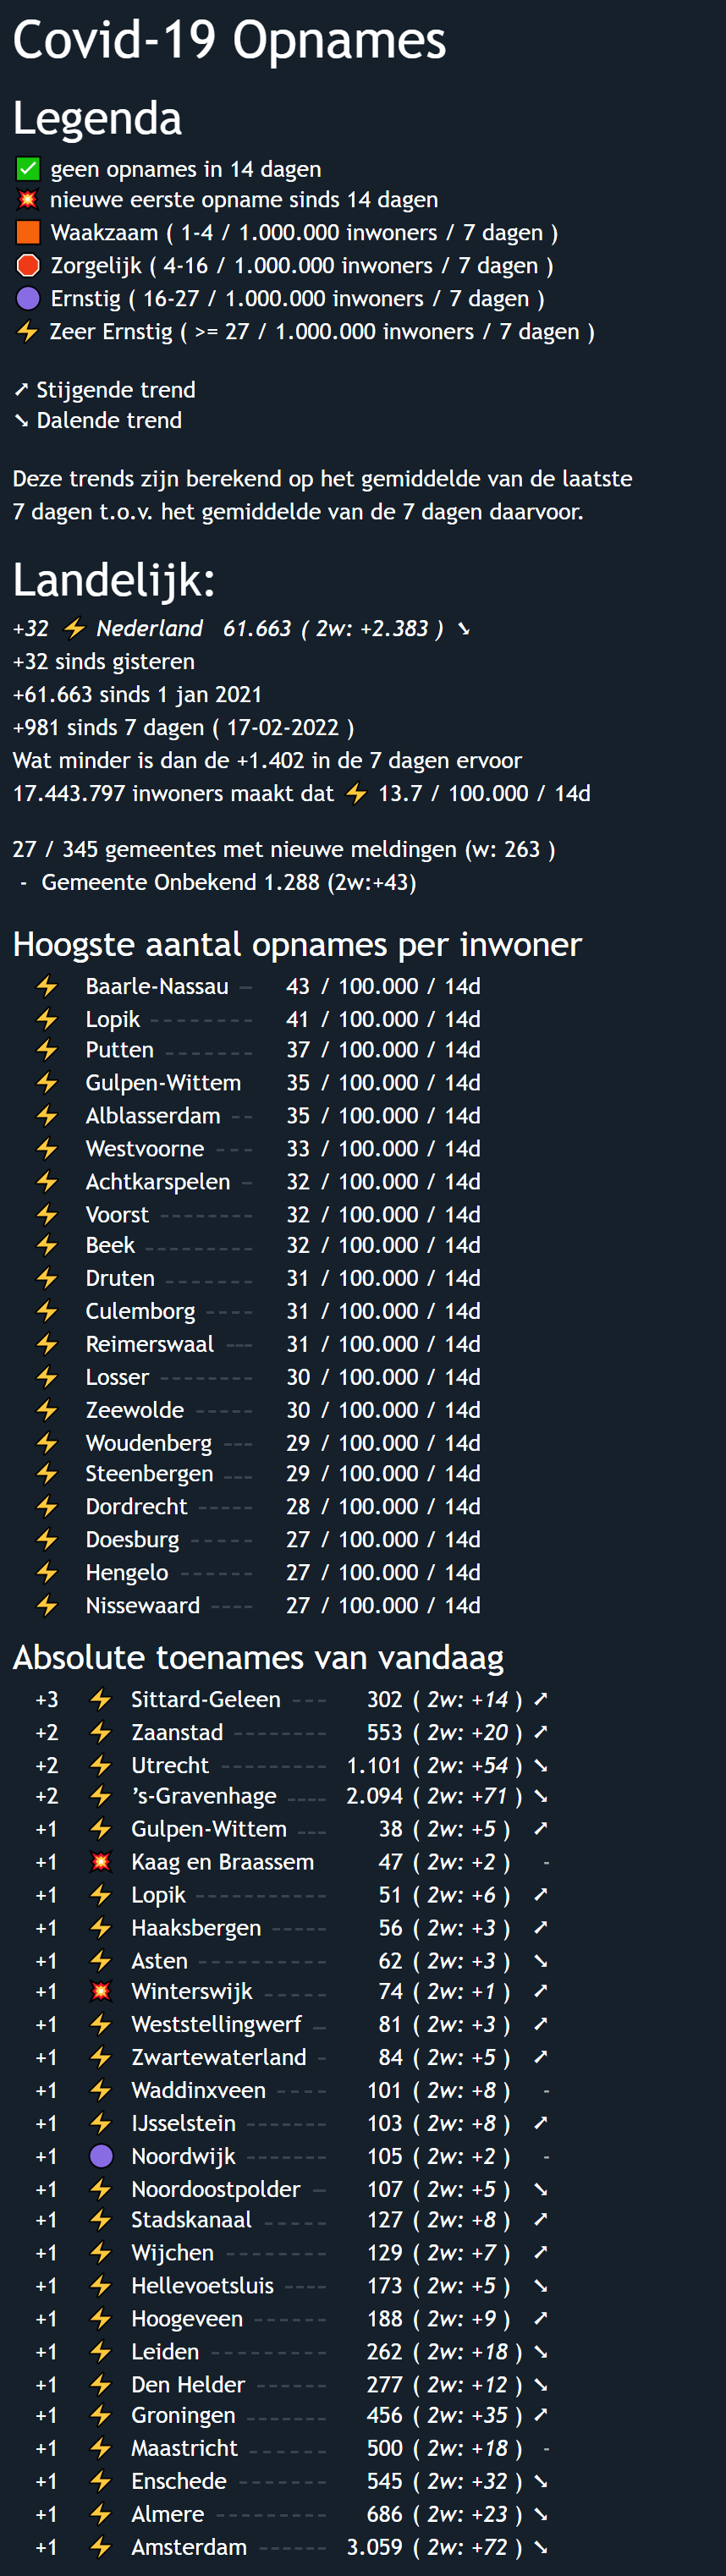 Covid-19 Opnames
Legenda
✅ geen opnames in 14 dagen
💥 nieuwe eerste opname sinds 14 dagen
🟧 Waakzaam ( 1-4 / 1.000.000 inwoners / 7 dagen )
🛑 Zorgelijk ( 4-16 / 1.000.000 inwoners / 7 dagen )
🟣 Ernstig ( 16-27 / 1.000.000 inwoners / 7 dagen )
⚡ Zeer Ernstig ( >= 27 / 1.000.000 inwoners / 7 dagen )
➚ Stijgende trend
➘ Dalende trend
Deze trends zijn berekend op het gemiddelde van de laatste
7 dagen t.o.v. het gemiddelde van de 7 dagen daarvoor.
Landelijk:
+32 ⚡ Nederland 61.663 ( 2w: +2.383 ) ➘
+32 sinds gisteren
+61.663 sinds 1 jan 2021
+981 sinds 7 dagen ( 17-02-2022 )
Wat minder is dan de +1.402 in de 7 dagen ervoor
17.443.797 inwoners maakt dat ⚡ 13.7 / 100.000 / 14d
27 / 345 gemeentes met nieuwe meldingen (w: 263 )
- Gemeente Onbekend 1.288 (2w:+43)
Hoogste aantal opnames per inwoner
⚡ Baarle-Nassau 43 / 100.000 / 14d
⚡ Lopik 41 / 100.000 / 14d
⚡ Putten 37 / 100.000 / 14d
⚡ Gulpen-Wittem 35 / 100.000 / 14d
⚡ Alblasserdam 35 / 100.000 / 14d
⚡ Westvoorne 33 / 100.000 / 14d
⚡ Achtkarspelen 32 / 100.000 / 14d
⚡ Voorst 32 / 100.000 / 14d
⚡ Beek 32 / 100.000 / 14d
⚡ Druten 31 / 100.000 / 14d
⚡ Culemborg 31 / 100.000 / 14d
⚡ Reimerswaal 31 / 100.000 / 14d
⚡ Losser 30 / 100.000 / 14d
⚡ Zeewolde 30 / 100.000 / 14d
⚡ Woudenberg 29 / 100.000 / 14d
⚡ Steenbergen 29 / 100.000 / 14d
⚡ Dordrecht 28 / 100.000 / 14d
⚡ Doesburg 27 / 100.000 / 14d
⚡ Hengelo 27 / 100.000 / 14d
⚡ Nissewaard 27 / 100.000 / 14d
Absolute toenames van vandaag
+3 ⚡ Sittard-Geleen 302 ( 2w: +14 ) ➚
+2 ⚡ Zaanstad 553 ( 2w: +20 ) ➚
+2 ⚡ Utrecht 1.101 ( 2w: +54 ) ➘
+2 ⚡ ’s-Gravenhage 2.094 ( 2w: +71 ) ➘
+1 ⚡ Gulpen-Wittem 38 ( 2w: +5 ) ➚
+1 💥 Kaag en Braassem 47 ( 2w: +2 ) -
+1 ⚡ Lopik 51 ( 2w: +6 ) ➚
+1 ⚡ Haaksbergen 56 ( 2w: +3 ) ➚
+1 ⚡ Asten 62 ( 2w: +3 ) ➘
+1 💥 Winterswijk 74 ( 2w: +1 ) ➚
+1 ⚡ Weststellingwerf 81 ( 2w: +3 ) ➚
+1 ⚡ Zwartewaterland 84 ( 2w: +5 ) ➚
+1 ⚡ Waddinxveen 101 ( 2w: +8 ) -
+1 ⚡ IJsselstein 103 ( 2w: +8 ) ➚
+1 🟣 Noordwijk 105 ( 2w: +2 ) -
+1 ⚡ Noordoostpolder 107 ( 2w: +5 ) ➘
+1 ⚡ Stadskanaal 127 ( 2w: +8 ) ➚
+1 ⚡ Wijchen 129 ( 2w: +7 ) ➚
+1 ⚡ Hellevoetsluis 173 ( 2w: +5 ) ➘
+1 ⚡ Hoogeveen 188 ( 2w: +9 ) ➚
+1 ⚡ Leiden 262 ( 2w: +18 ) ➘
+1 ⚡ Den Helder 277 ( 2w: +12 ) ➘
+1 ⚡ Groningen 456 ( 2w: +35 ) ➚
+1 ⚡ Maastricht 500 ( 2w: +18 ) -
+1 ⚡ Enschede 545 ( 2w: +32 ) ➘
+1 ⚡ Almere 686 ( 2w: +23 ) ➘
+1 ⚡ Amsterdam 3.059 ( 2w: +72 ) ➘